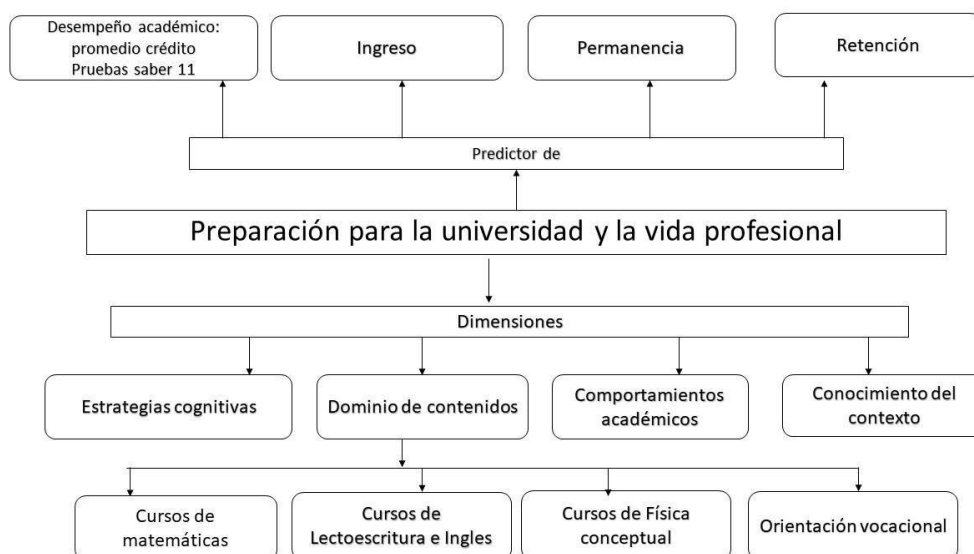 Desempeño académico:
promedio crédito
Pruebas saber 11
Ingreso
Permanencia
Retención
Predictor de
Preparación para la universidad y la vida profesional
Dimensiones
Estrategias cognitivas
Dominio de contenidos
Comportamientos
académicos
Conocimiento del
contexto
Cursos de
matemáticas
Cursos de
Lectoescritura e Ingles
Cursos de Física
conceptual
Orientación vocacional